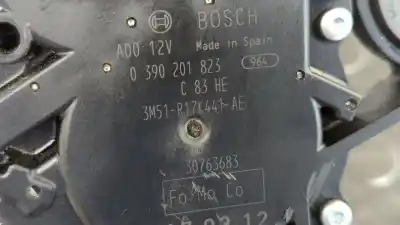 BOSCH
ADO 12V Made in Spain
0 390 201 823 964
C 83 HE
3M51-R17K441-AE
30763683
Fo Mo Co